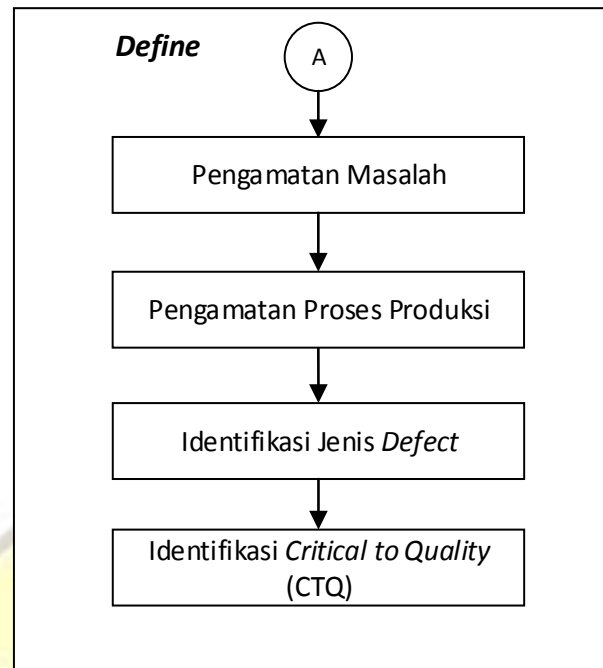 Define
A
Pengamatan Masalah
Pengamatan Proses Produksi
Identifikasi Jenis Defect
Identifikasi Critical to Quality
(CTQ)